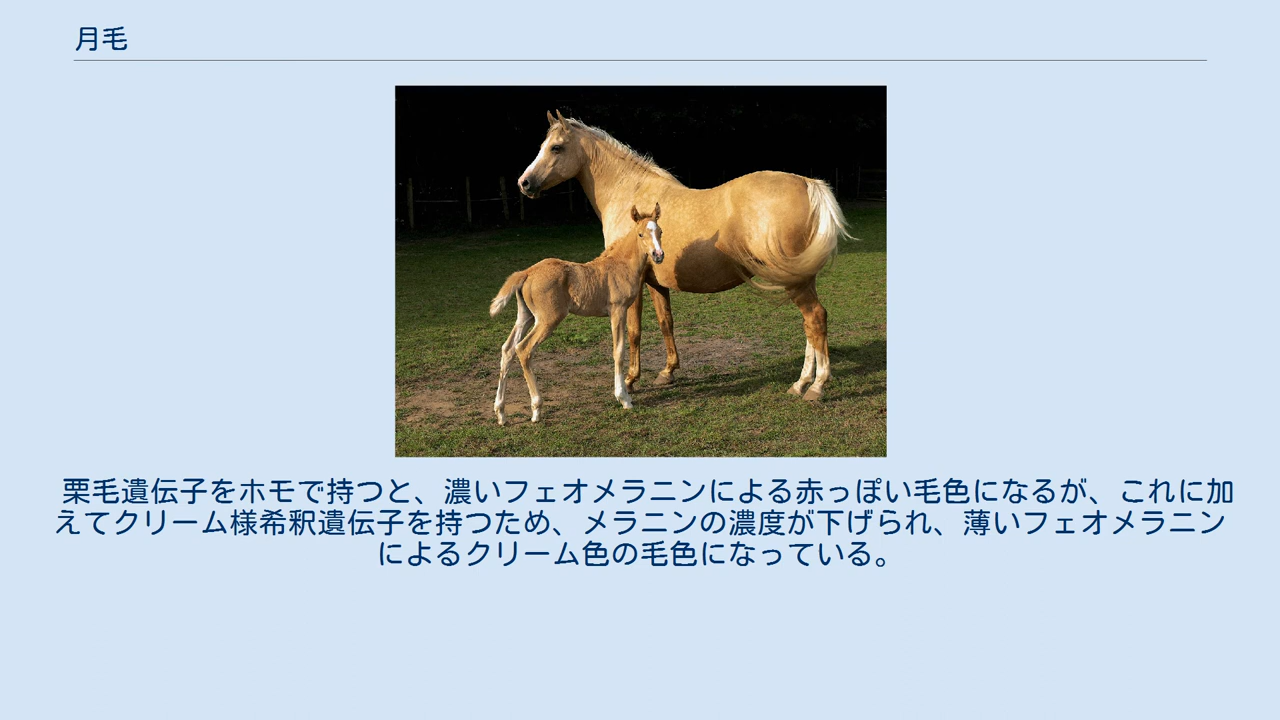 月毛
栗毛遺伝子をホモで持つと、濃いフェオメラニンによる赤っぽい毛色になるが、これに加
えてクリーム様希釈遺伝子を持つため、メラニンの濃度が下げられ、薄いフェオメラニン
によるクリーム色の毛色になっている。